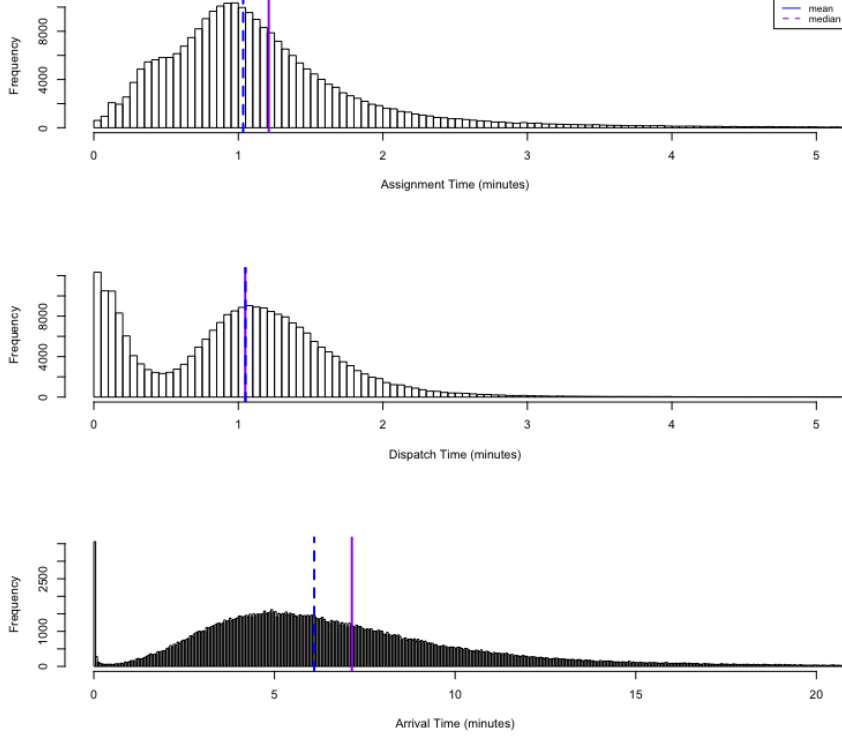 mean
median
Frequency
8000
4000
0
0 1 2 3 4 5
Assignment Time (minutes)
Frequency
8000
4000
0
0 1 2 3 4 5
Dispatch Time (minutes)
Frequency
2500
1000
0
0 5 10 15 20
Arrival Time (minutes)